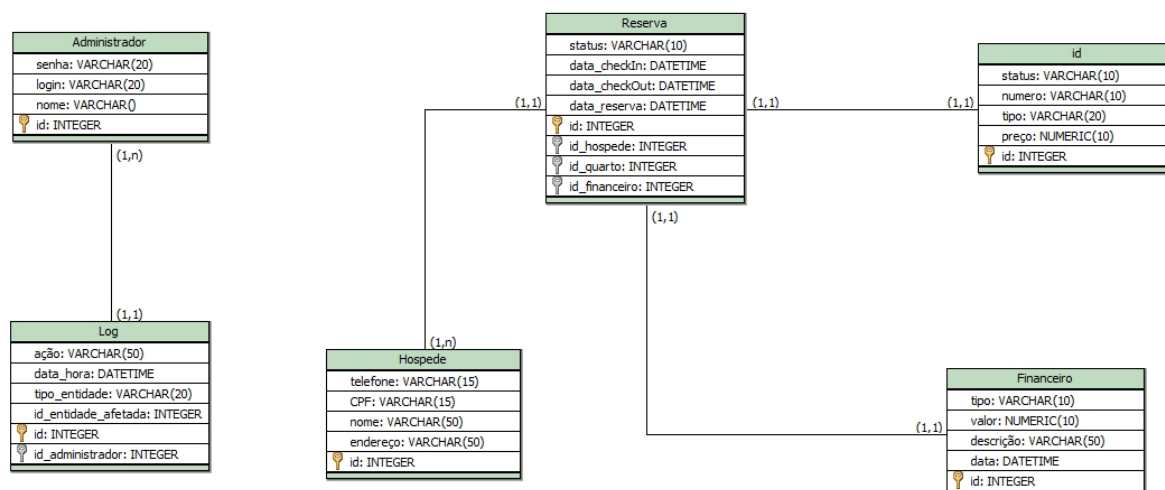 Administrador
senha: VARCHAR(20)
login: VARCHAR(20)
nome: VARCHAR()
id: INTEGER
(1,n)
(1,1)
Log
ação: VARCHAR(50)
data_hora: DATETIME
tipo_entidade: VARCHAR(20)
id_entidade_afetada: INTEGER
id: INTEGER
id_administrador: INTEGER
Reserva
status: VARCHAR(10)
data_checkIn: DATETIME
data_checkOut: DATETIME
data_reserva: DATETIME
id: INTEGER
id_hospede: INTEGER
id_quarto: INTEGER
id_financeiro: INTEGER
(1,1)
(1,1)
(1,1)
(1,1)
id
status: VARCHAR(10)
numero: VARCHAR(10)
tipo: VARCHAR(20)
preço: NUMERIC(10)
id: INTEGER
(1,n)
Hospede
telefone: VARCHAR(15)
CPF: VARCHAR(15)
nome: VARCHAR(50)
endereço: VARCHAR(50)
id: INTEGER
(1,1)
Financeiro
tipo: VARCHAR(10)
valor: NUMERIC(10)
descrição: VARCHAR(50)
data: DATETIME
id: INTEGER